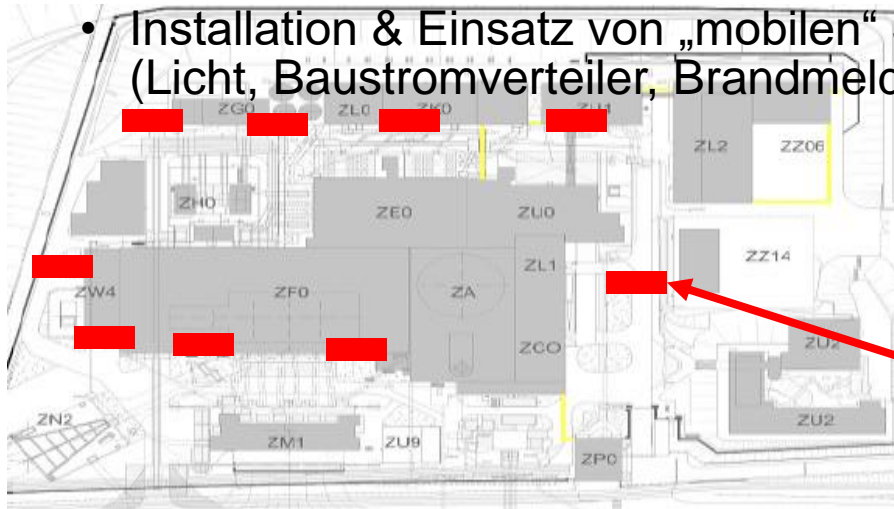 • Installation & Einsatz von „mobilen“
(Licht, Baustromverteiler, Brandmeld
ZG0 ZL0 ZK0 ZU1
ZL2 ZZ06
ZH0
ZE0 ZU0
ZL1 ZZ14
ZW4 ZF0 ZA
ZC0 ZU2
ZN2 ZU2
ZM1 ZU9
ZP0